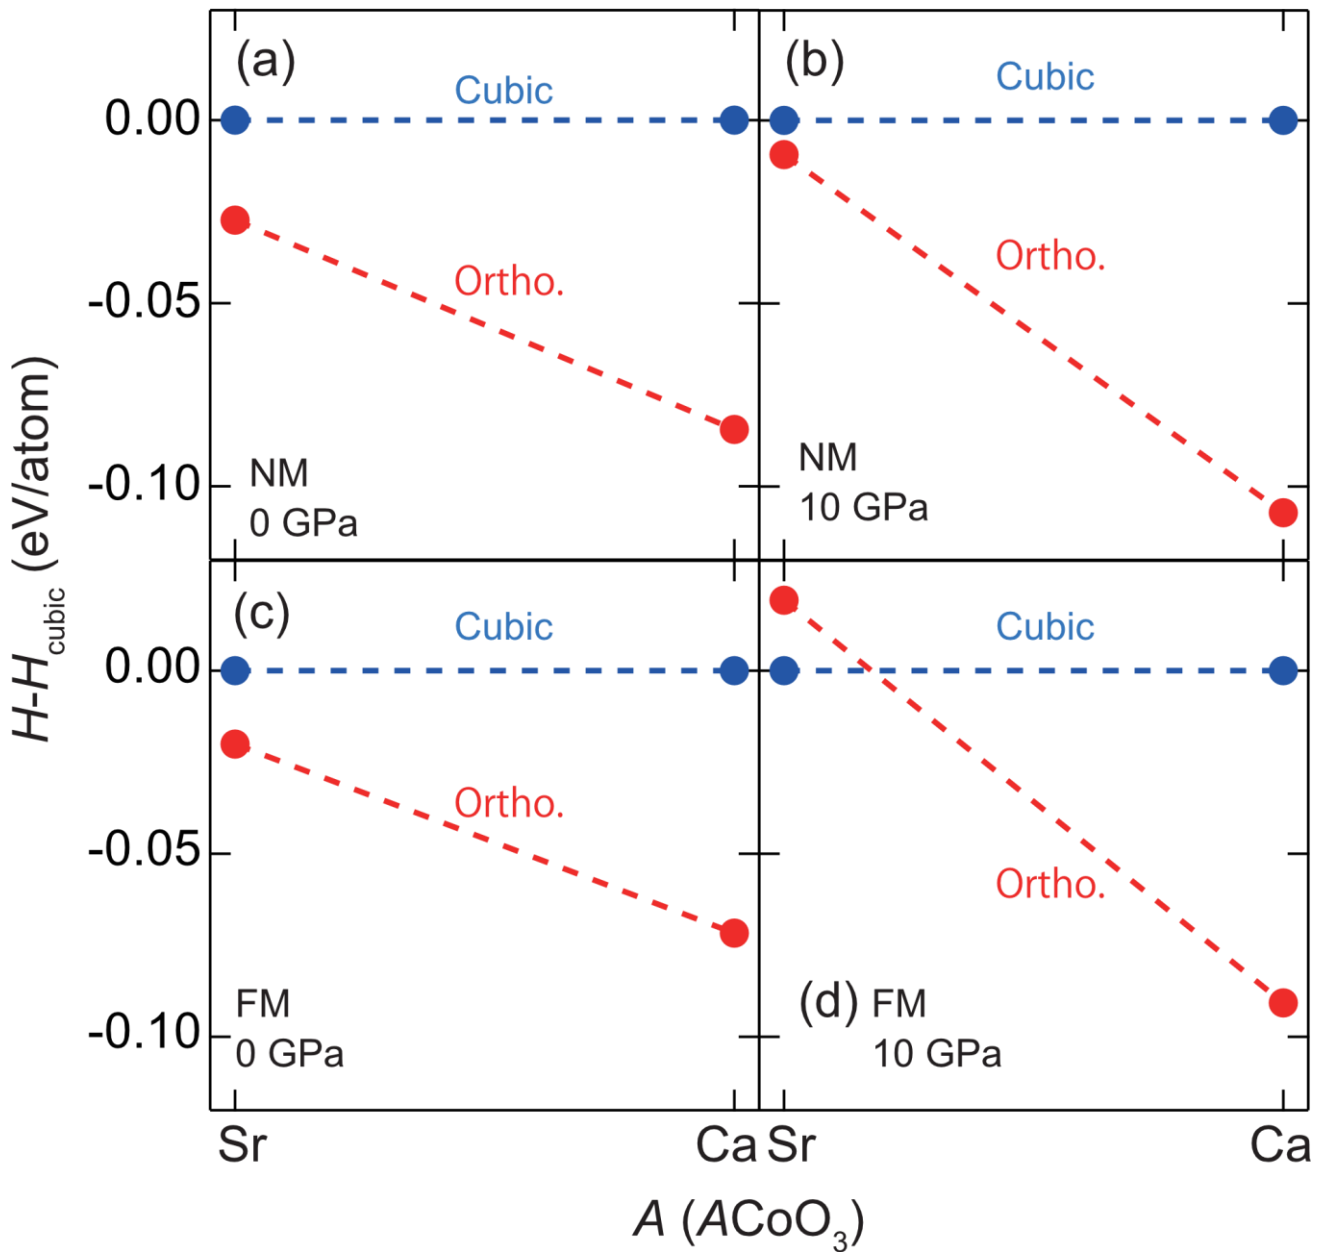 (a)
Cubic
Ortho.
NM
0 GPa
(b)
Cubic
Ortho.
NM
10 GPa
0.00
-0.05
-0.10
(c)
Cubic
Ortho.
FM
0 GPa
Cubic
Ortho.
(d) FM
10 GPa
0.00
-0.05
-0.10
H-Hcubic (eV/atom)
Sr
Ca
Sr
Ca
A (ACoO3)